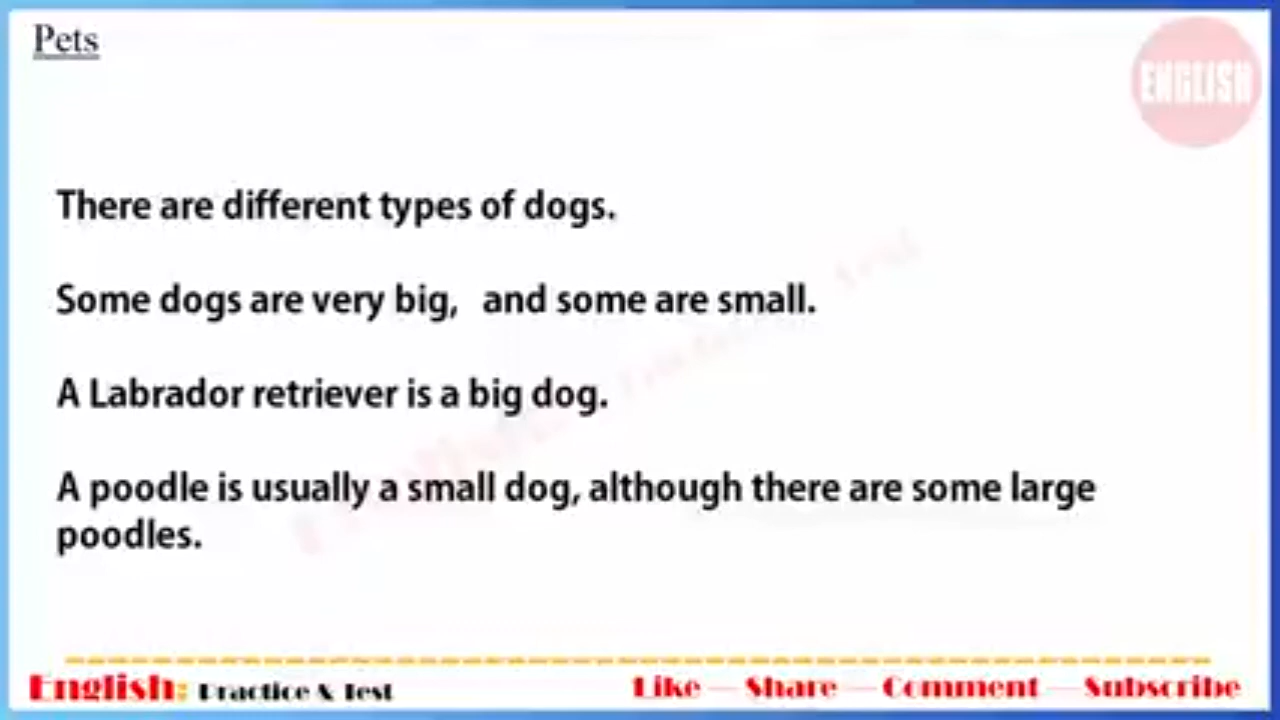 Pets
ENGLISH
There are different types of dogs.
Some dogs are very big, and some are small.
A Labrador retriever is a big dog.
A poodle is usually a small dog, although there are some large
poodles.
English: Practice & Test
Like — Share — Comment — Subscribe